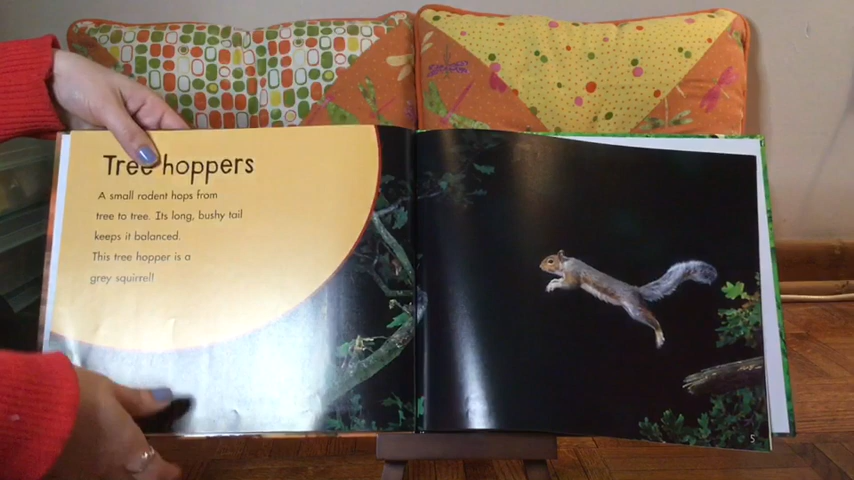 Tree hoppers
A small rodent hops from
tree to tree. Its long, bushy tail
keeps it balanced.
This tree hopper is a
grey squirrel!
5